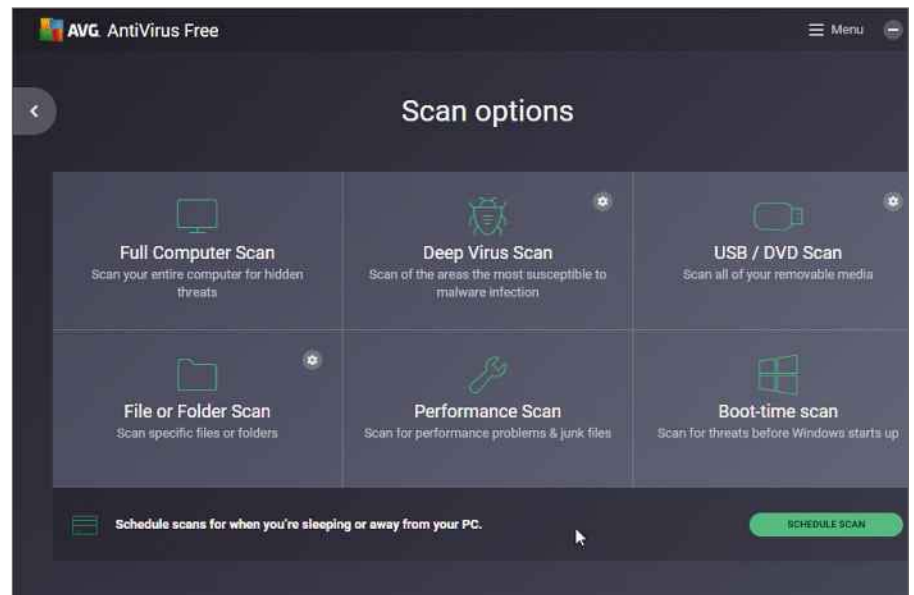 AVG AntiVirus Free
Menu
Scan options
Full Computer Scan
Scan your entire computer for hidden
threats
Deep Virus Scan
Scan of the areas the most susceptible to
malware infection
USB / DVD Scan
Scan all of your removable media
File or Folder Scan
Scan specific files or folders
Performance Scan
Scan for performance problems & junk files
Boot-time scan
Scan for threats before Windows starts up
Schedule scans for when you're sleeping or away from your PC.
SCHEDULE SCAN